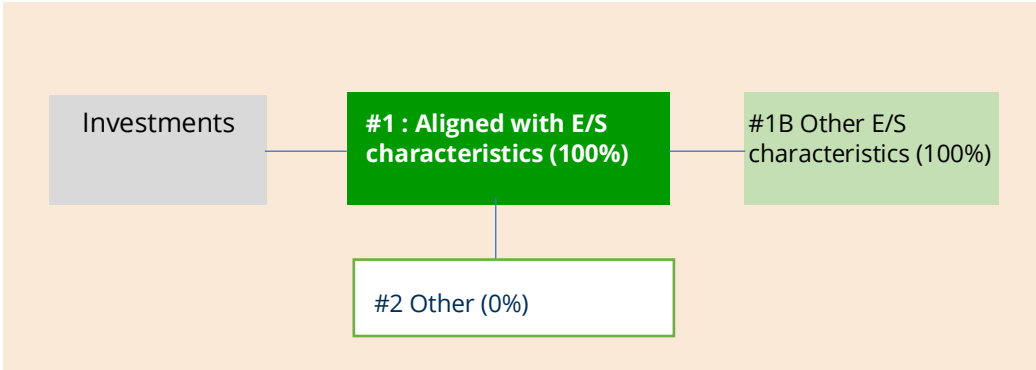 Investments
#1 : Aligned with E/S
characteristics (100%)
#1B Other E/S
characteristics (100%)
#2 Other (0%)